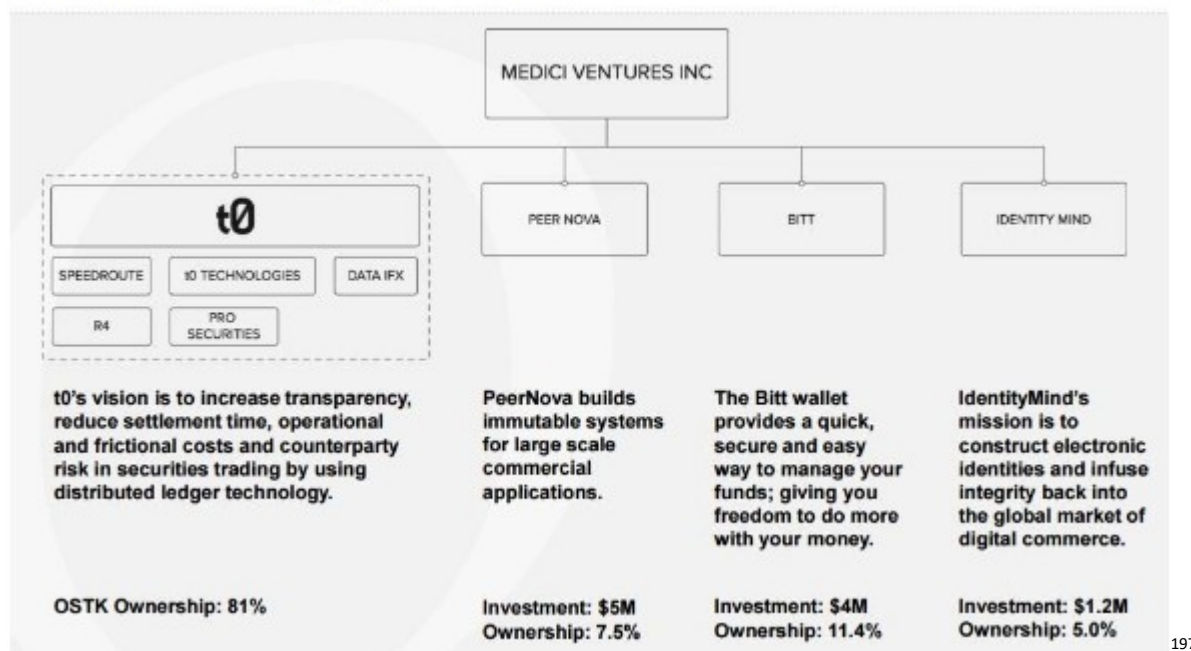 MEDICI VENTURES INC
t0
SPEEDROUTE
t0 TECHNOLOGIES
DATA IFX
R4
PRO
SECURITIES
PEER NOVA
BITT
IDENTITY MIND
t0's vision is to increase transparency,
reduce settlement time, operational
and frictional costs and counterparty
risk in securities trading by using
distributed ledger technology.
OSTK Ownership: 81%
PeerNova builds
immutable systems
for large scale
commercial
applications.
Investment: $5M
Ownership: 7.5%
The Bitt wallet
provides a quick,
secure and easy
way to manage your
funds; giving you
freedom to do more
with your money.
Investment: $4M
Ownership: 11.4%
IdentityMind's
mission is to
construct electronic
identities and infuse
integrity back into
the global market of
digital commerce.
Investment: $1.2M
Ownership: 5.0%
197